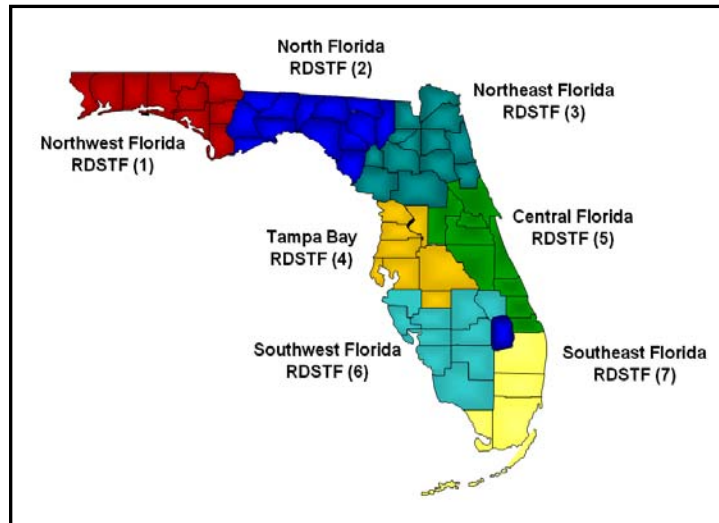 North Florida
RDSTF (2)
Northeast Florida
RDSTF (3)
Northwest Florida
RDSTF (1)
Central Florida
RDSTF (5)
Tampa Bay
RDSTF (4)
Southwest Florida
RDSTF (6)
Southeast Florida
RDSTF (7)